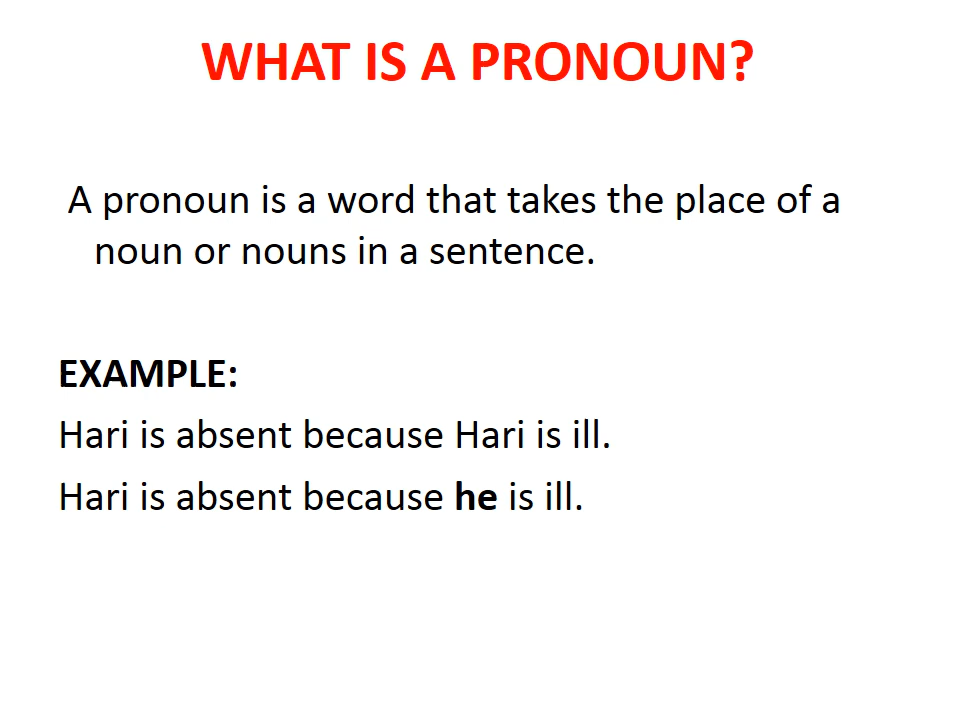 WHAT IS A PRONOUN?
A pronoun is a word that takes the place of a
noun or nouns in a sentence.
EXAMPLE:
Hari is absent because Hari is ill.
Hari is absent because he is ill.